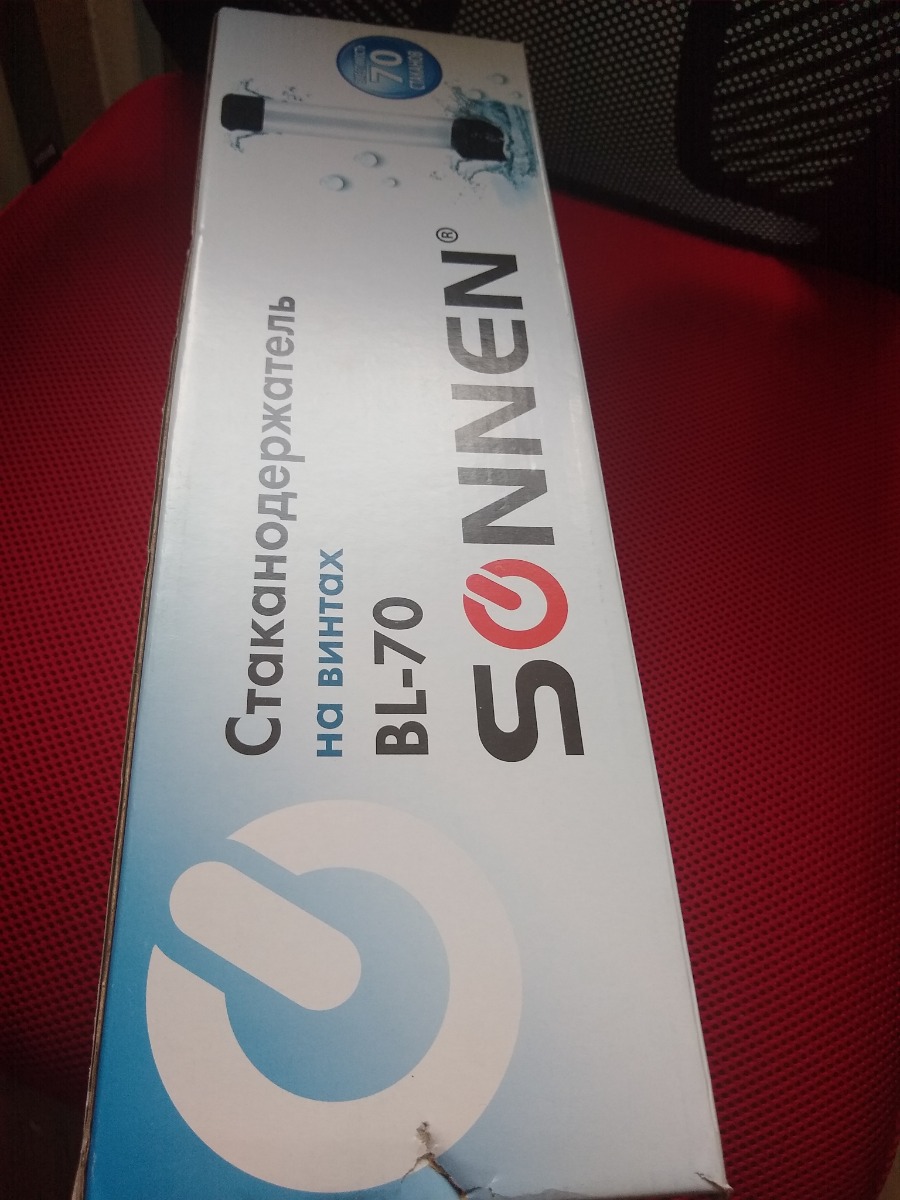 70
СТАКАНОВ
Стаканодержатель
на винтах
BL-70
SONNEN®